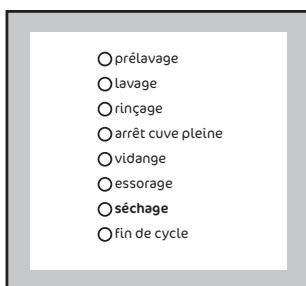 prélavage
lavage
rinçage
arrêt cuve pleine
vidange
essorage
séchage
fin de cycle